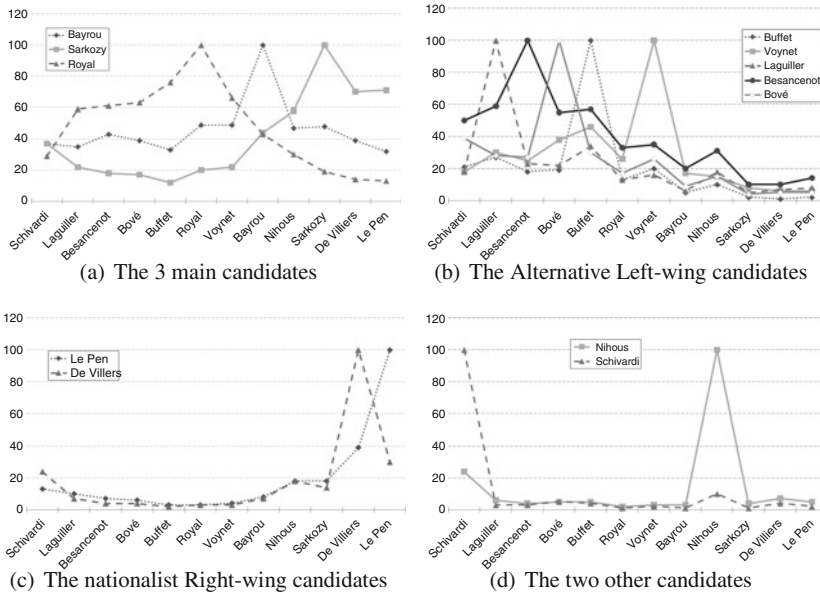 120
100
80
60
40
20
0
Bayrou
Sarkozy
Royal
Schivardi
Laguiller
Besancenot
Bové
Buffet
Royal
Voynet
Bayrou
Nihous
Sarkozy
De Villiers
Le Pen
(a) The 3 main candidates
120
100
80
60
40
20
0
Buffet
Voynet
Laguiller
Besancenot
Bové
Schivardi
Laguiller
Besancenot
Bové
Buffet
Royal
Voynet
Bayrou
Nihous
Sarkozy
De Villiers
Le Pen
(b) The Alternative Left-wing candidates
120
100
80
60
40
20
0
Le Pen
De Villers
Schivardi
Laguiller
Besancenot
Bové
Buffet
Royal
Voynet
Bayrou
Nihous
Sarkozy
De Villiers
Le Pen
(c) The nationalist Right-wing candidates
120
100
80
60
40
20
0
Nihous
Schivardi
Schivardi
Laguiller
Besancenot
Bové
Buffet
Royal
Voynet
Bayrou
Nihous
Sarkozy
De Villiers
Le Pen
(d) The two other candidates